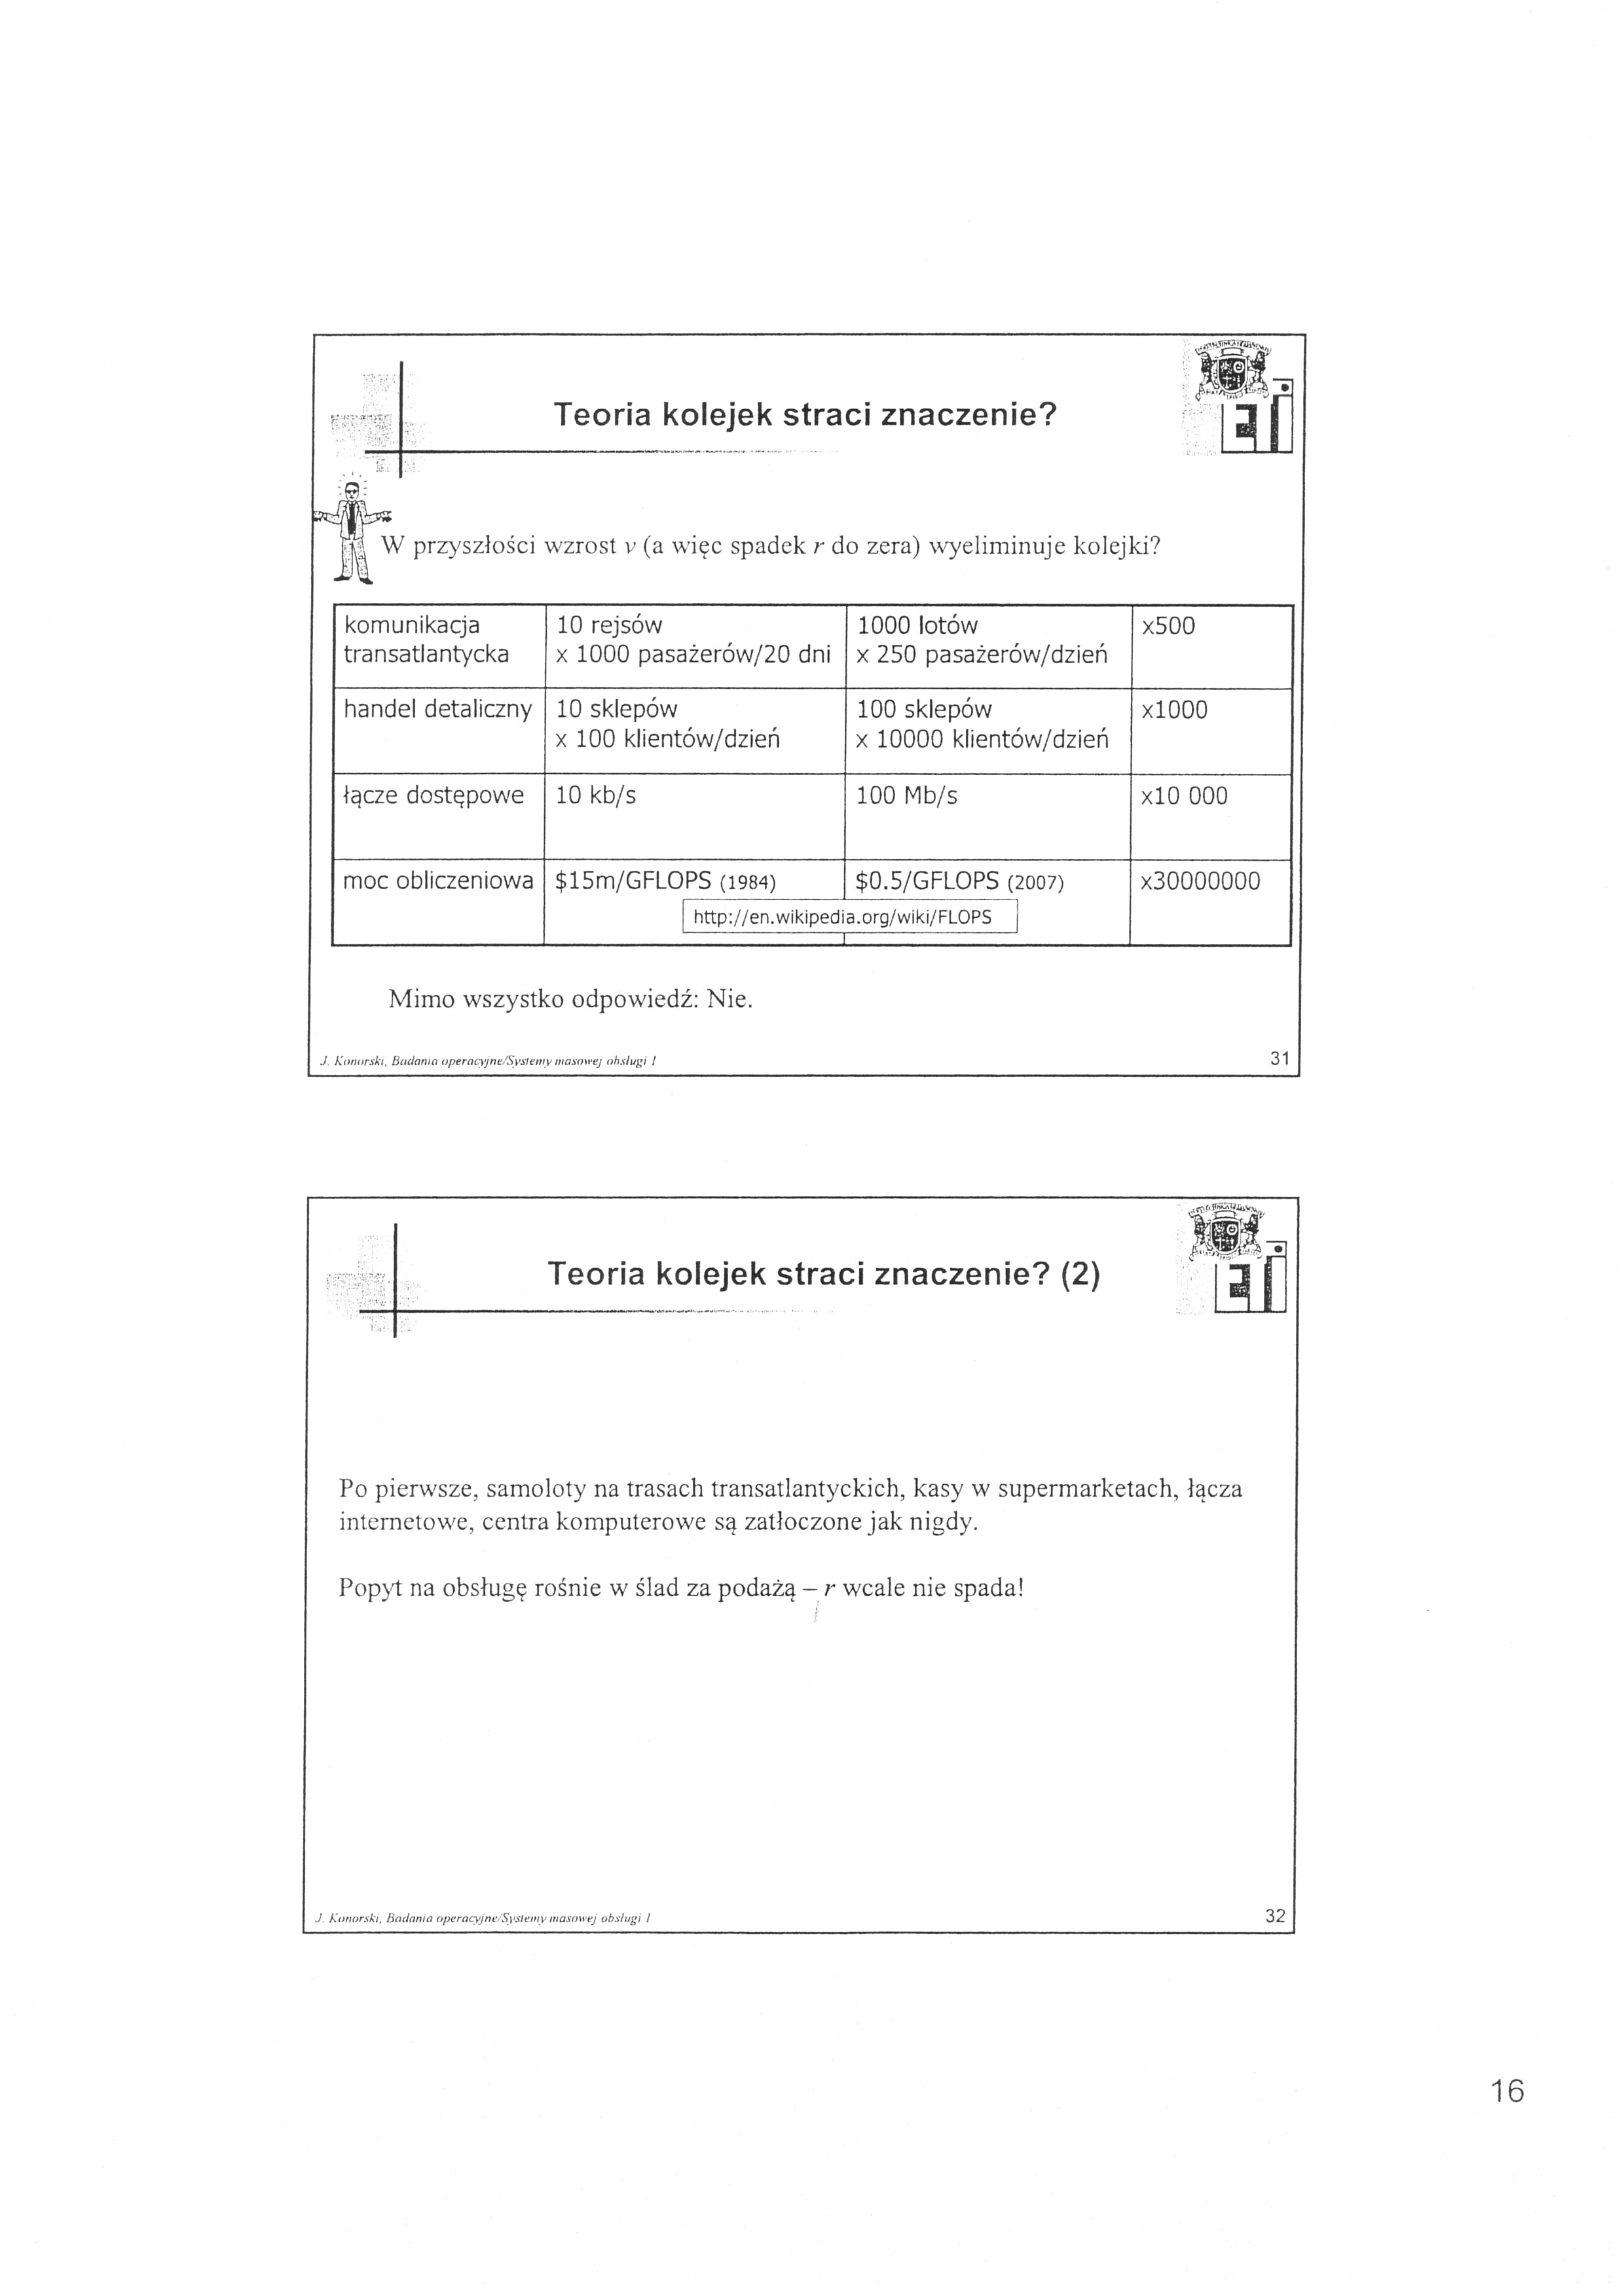 Teoria kolejek straci znaczenie?
W przyszłości wzrost v (a więc spadek r do zera) wyeliminuje kolejki?
komunikacja transatlantycka
10 rejsów
x 1000 pasażerów/20 dni
1000 lotów
x 250 pasażerów/dzień
x500
handel detaliczny
10 sklepów
x 100 klientów/dzień
100 sklepów
x 10000 klientów/dzień
x1000
łącze dostępowe
10 kb/s
100 Mb/s
x10 000
moc obliczeniowa
$15m/GFLOPS (1984)
$0.5/GFLOPS (2007)
x30000000
http://en.wikipedia.org/wiki/FLOPS
Mimo wszystko odpowiedź: Nie.
J. Konorski, Badania operacyjne/Systemy masowej obsługi I
31
Teoria kolejek straci znaczenie? (2)
Po pierwsze, samoloty na trasach transatlantyckich, kasy w supermarketach, łącza
internetowe, centra komputerowe są zatłoczone jak nigdy.
Popyt na obsługę rośnie w ślad za podażą – r wcale nie spada!
J. Konorski, Badania operacyjne/Systemy masowej obsługi I
32
16